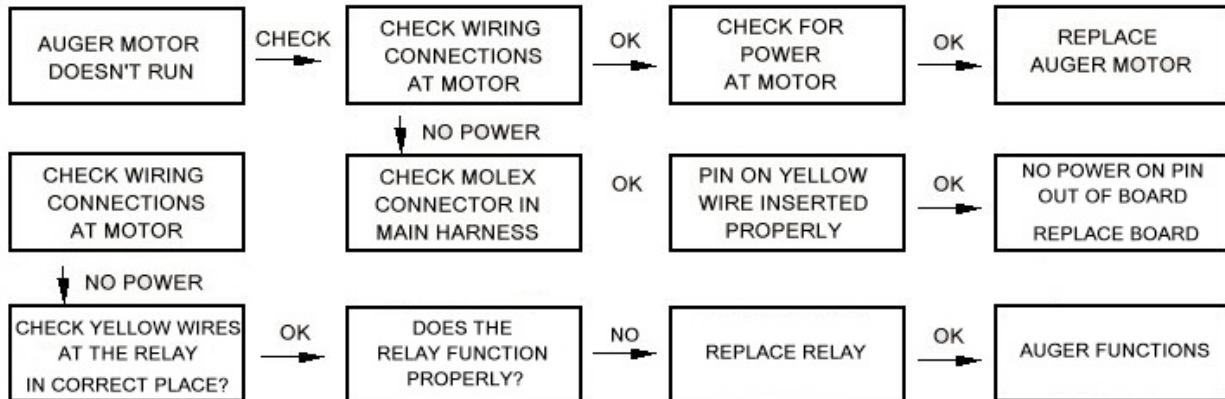 AUGER MOTOR
DOESN'T RUN
CHECK
CHECK WIRING
CONNECTIONS
AT MOTOR
OK
CHECK FOR
POWER
AT MOTOR
OK
REPLACE
AUGER MOTOR
NO POWER
CHECK WIRING
CONNECTIONS
AT MOTOR
CHECK MOLEX
CONNECTOR IN
MAIN HARNESS
OK
PIN ON YELLOW
WIRE INSERTED
PROPERLY
OK
NO POWER ON PIN
OUT OF BOARD
REPLACE BOARD
NO POWER
CHECK YELLOW WIRES
AT THE RELAY
IN CORRECT PLACE?
OK
DOES THE
RELAY FUNCTION
PROPERLY?
NO
REPLACE RELAY
OK
AUGER FUNCTIONS